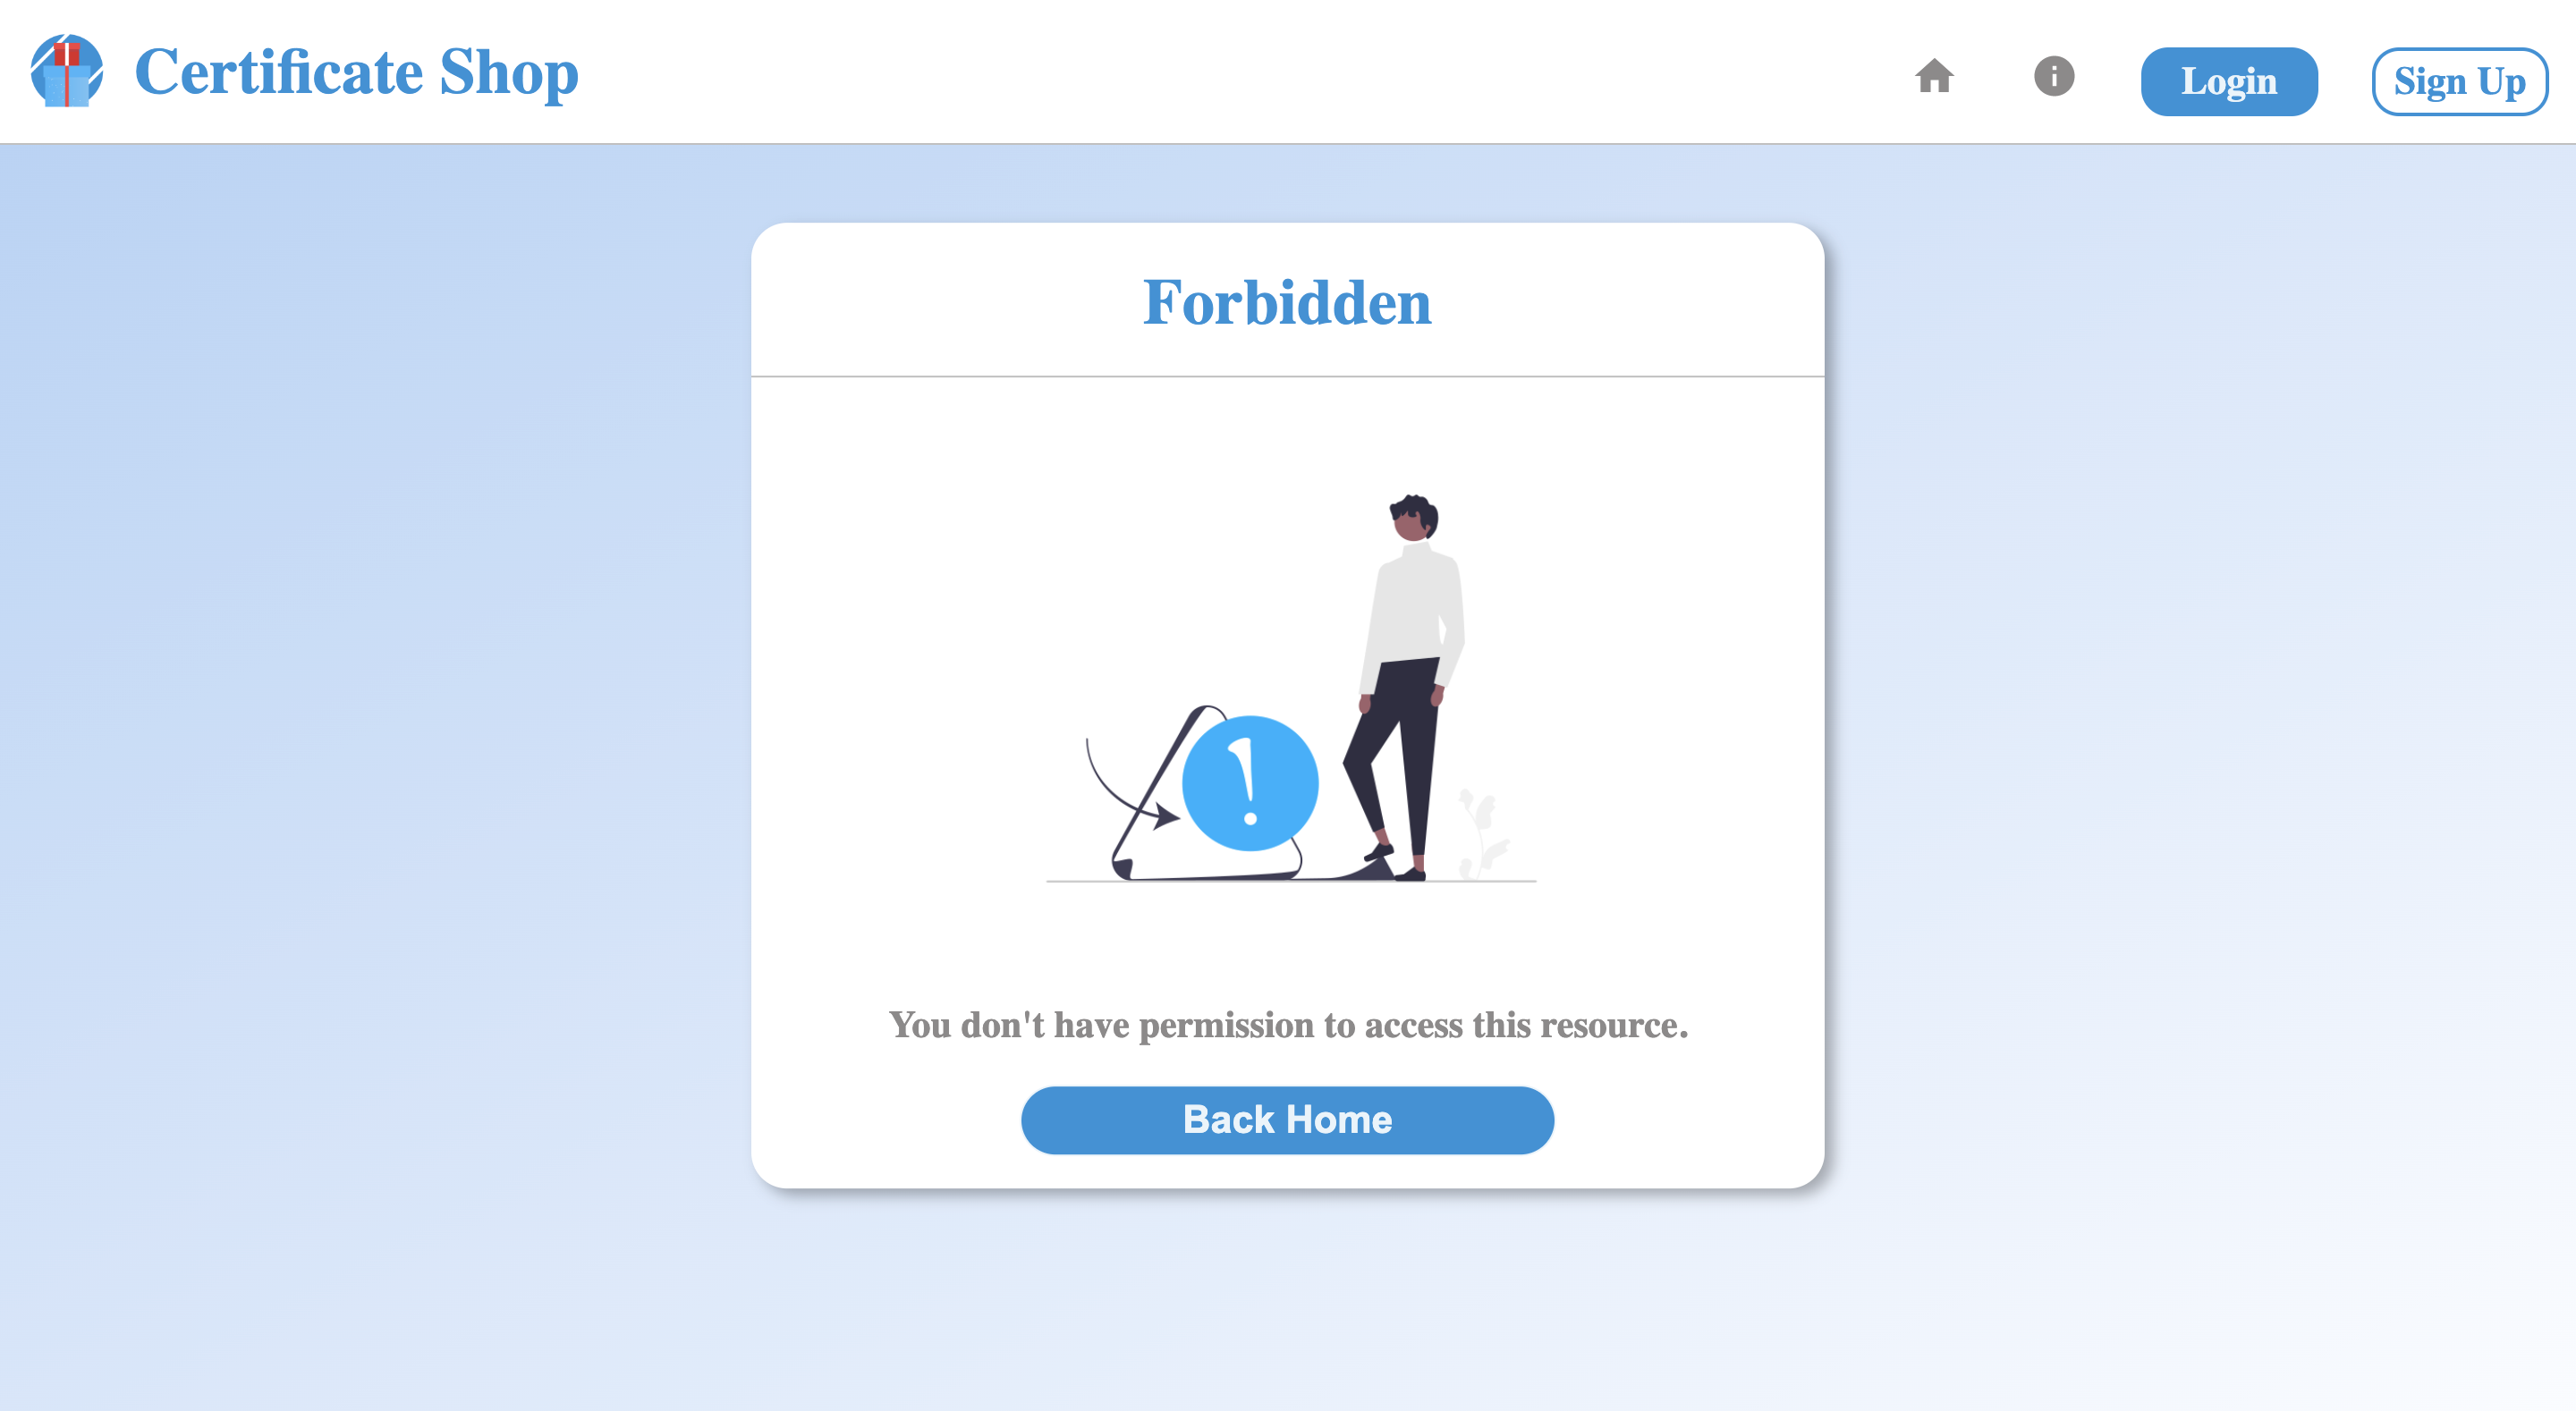 Certificate Shop
Login
Sign Up
Forbidden
!
You don't have permission to access this resource.
Back Home